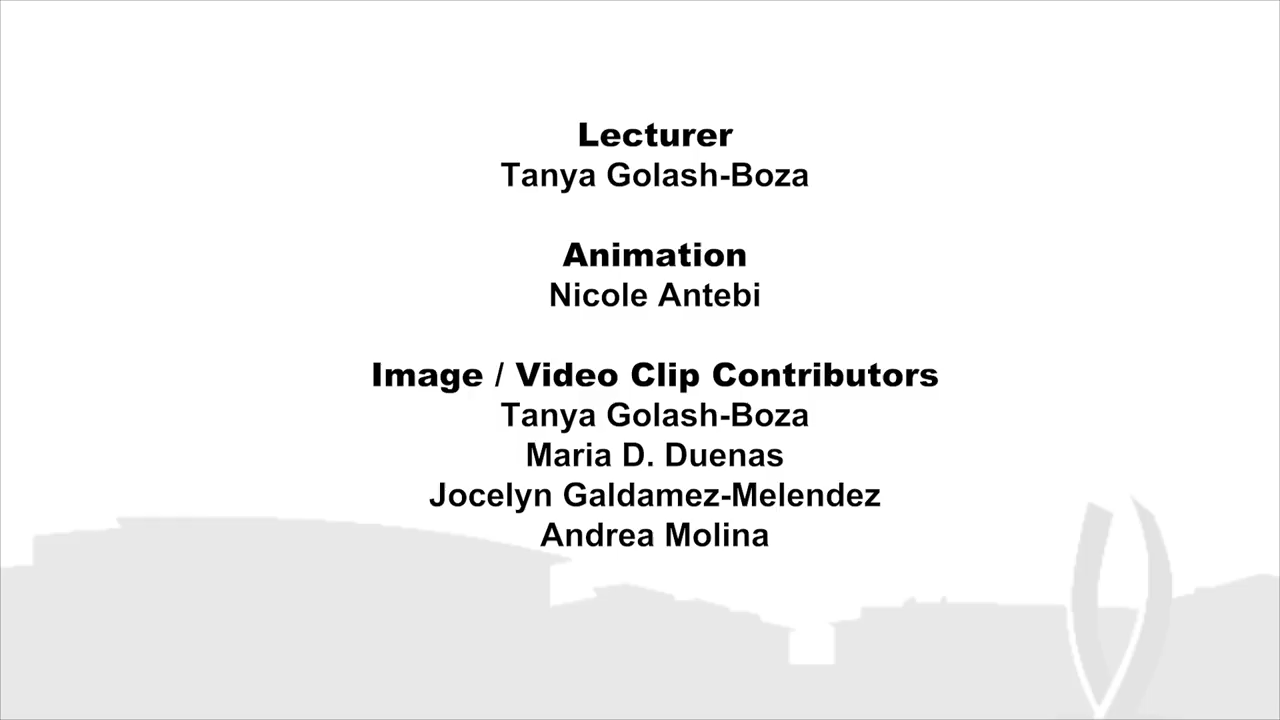 Lecturer
Tanya Golash-Boza
Animation
Nicole Antebi
Image / Video Clip Contributors
Tanya Golash-Boza
Maria D. Duenas
Jocelyn Galdamez-Melendez
Andrea Molina